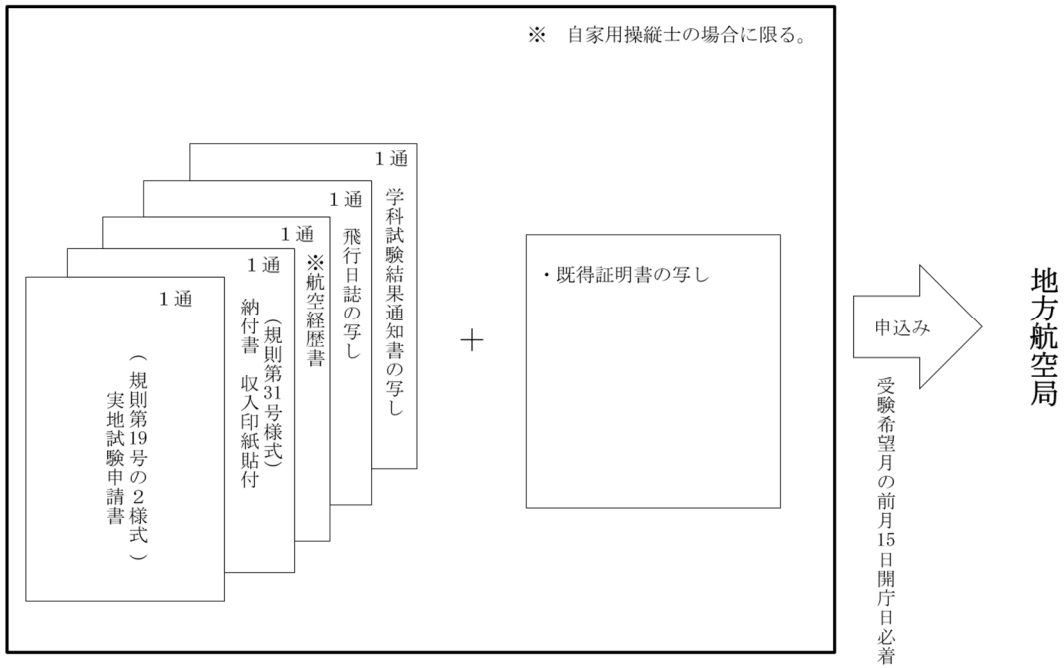 ※　自家用操縦士の場合に限る。
1通
学科試験結果通知書の写し
1通
飛行日誌の写し
1通
※航空経歴書
1通
（規則第31号様式）
納付書　収入印紙貼付
1通
（規則第19号の２様式）
実地試験申請書
＋
・既得証明書の写し
申込み
受験希望月の前月15日開庁日必着
地方航空局